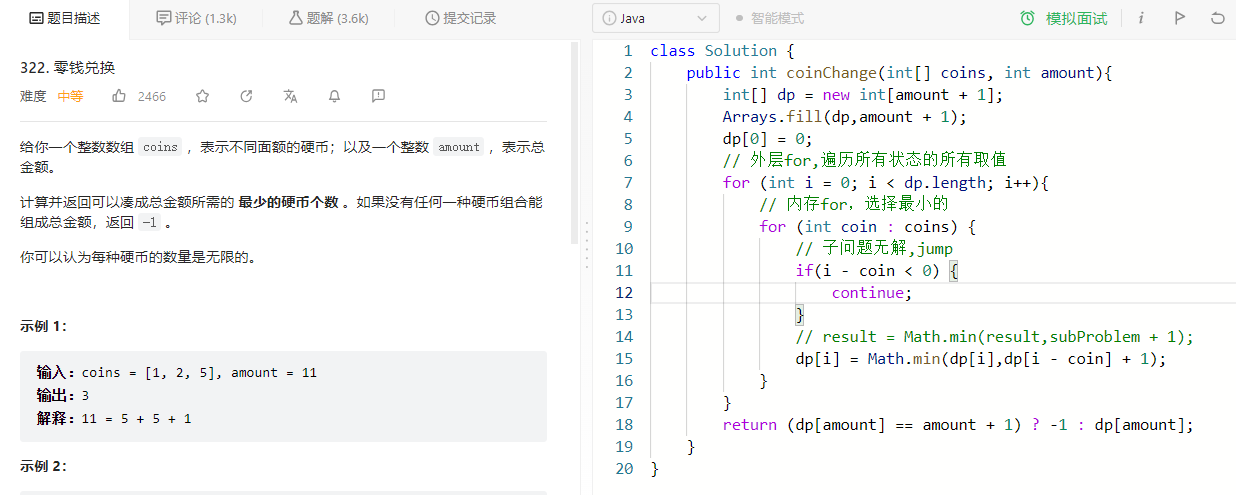 题目描述
评论 (1.3k)
题解 (3.6k)
提交记录
322. 零钱兑换
难度 中等 2466
给你一个整数数组 coins ，表示不同面额的硬币；以及一个整数 amount ，表示总
金额。
计算并返回可以凑成总金额所需的 最少的硬币个数 。如果没有任何一种硬币组合能
组成总金额，返回 -1 。
你可以认为每种硬币的数量是无限的。
示例 1：
输入：coins = [1, 2, 5], amount = 11
输出：3
解释：11 = 5 + 5 + 1
示例 2：
Java
智能模式
模拟面试
i
1 class Solution {
2 public int coinChange(int[] coins, int amount){
3 int[] dp = new int[amount + 1];
4 Arrays.fill(dp,amount + 1);
5 dp[0] = 0;
6 // 外层for,遍历所有状态的所有取值
7 for (int i = 0; i < dp.length; i++){
8 // 内存for, 选择最小的
9 for (int coin : coins) {
10 // 子问题无解,jump
11 if(i - coin < 0) {
12 continue;
13 }
14 // result = Math.min(result,subProblem + 1);
15 dp[i] = Math.min(dp[i],dp[i - coin] + 1);
16 }
17 }
18 return (dp[amount] == amount + 1) ? -1 : dp[amount];
19 }
20 }